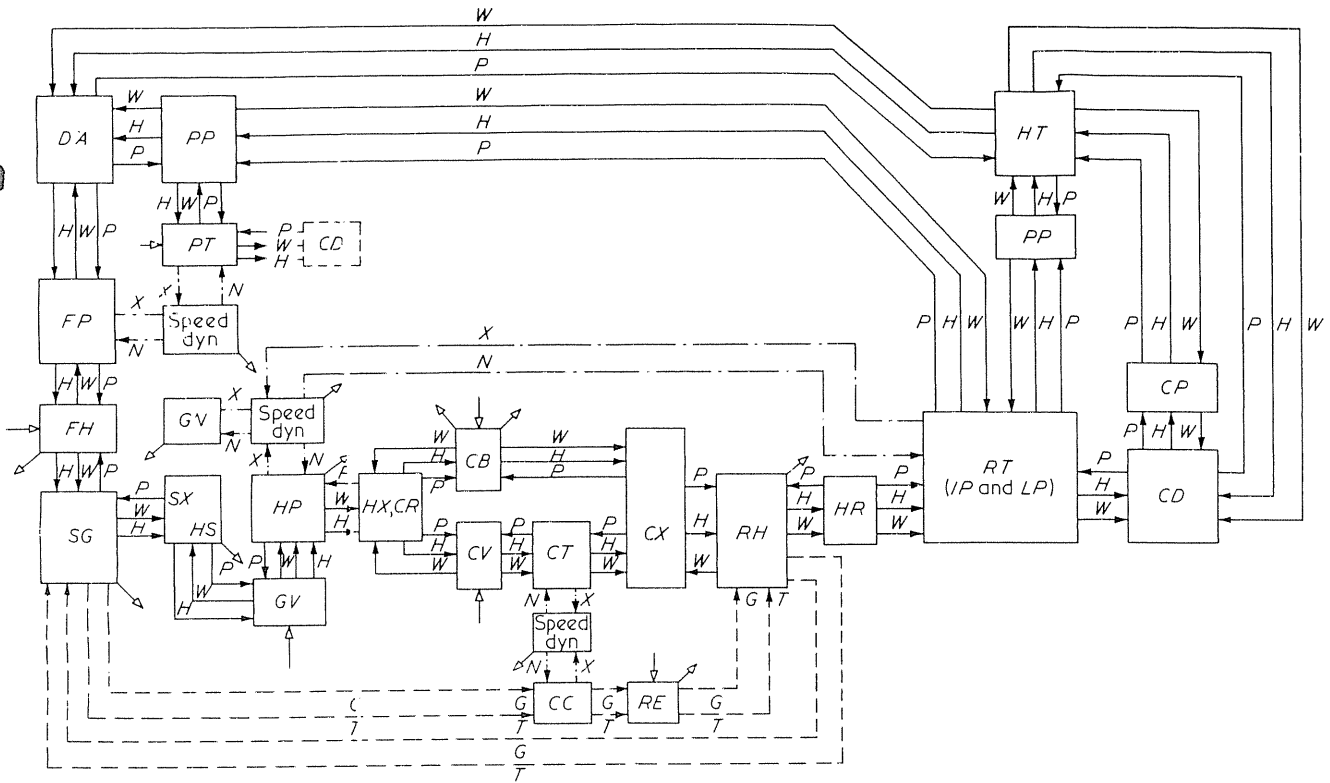 W
H
P
DA
W
H
P
PP
W
H
P
HT
H W P
H W P
W H P
PT
P
W
H
CD
PP
X
N
FP
X
N
Speed
dyn
P H W
W H P
P H W
P H W
H W P
X
N
CP
FH
GV
X
N
Speed
dyn
P H W
H W P
X
N
W
H
P
CB
W
H
P
SG
P
W
H
SX
HS
HP
W
H
HX,CR
CX
P
H
W
RH
P
H
W
HR
P
H
W
RT
(IP and LP)
P
H
W
CD
P
H
W
CV
P
H
W
CT
P
H
W
P
W
H
P W H
GV
G T
N X
Speed
dyn
N X
CC
G
T
RE
G
T
G
T
G
T